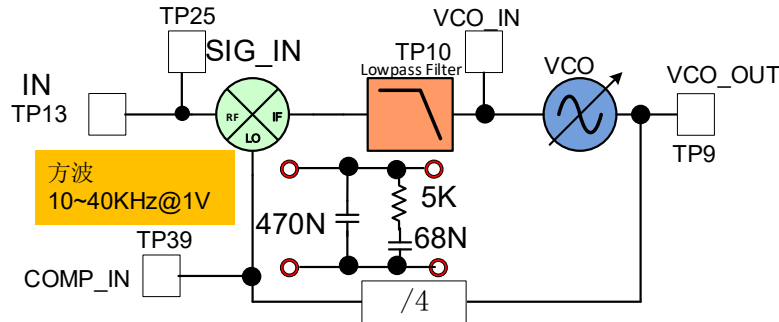 TP25
VCO_IN
SIG_IN
TP10
Lowpass Filter
VCO
VCO_OUT
IN
TP13
RF
IF
LO
TP9
方波
10~40KHz@1V
5K
470N
68N
TP39
COMP_IN
/4